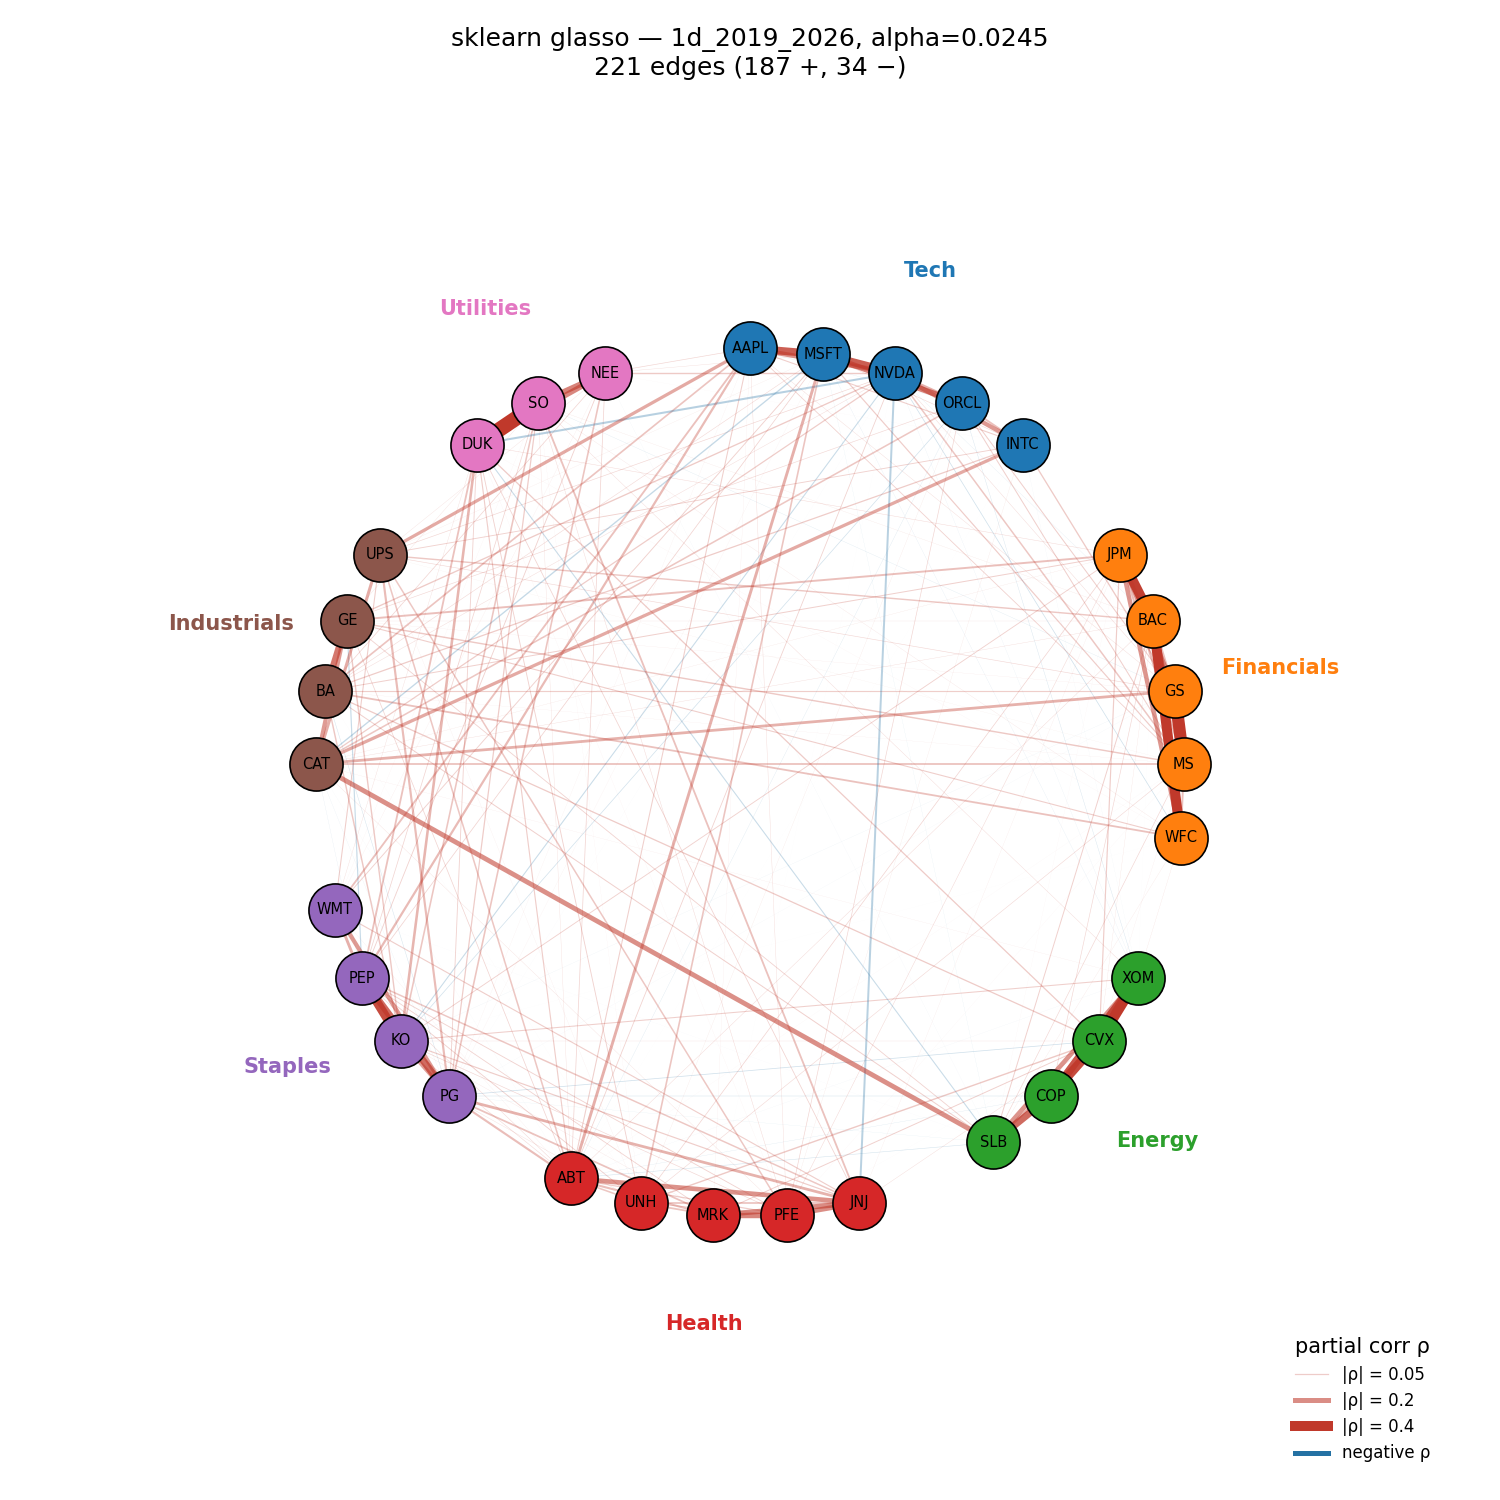 sklearn glasso — 1d_2019_2026, alpha=0.0245
221 edges (187 +, 34 −)
Tech
Utilities
AAPL
MSFT
NVDA
NEE
SO
ORCL
DUK
INTC
UPS
JPM
GE
BAC
Industrials
Financials
BA
GS
CAT
MS
WFC
WMT
PEP
XOM
KO
CVX
Staples
PG
COP
SLB
Energy
ABT
UNH
MRK
PFE
JNJ
Health
partial corr ρ
|ρ| = 0.05
|ρ| = 0.2
|ρ| = 0.4
negative ρ